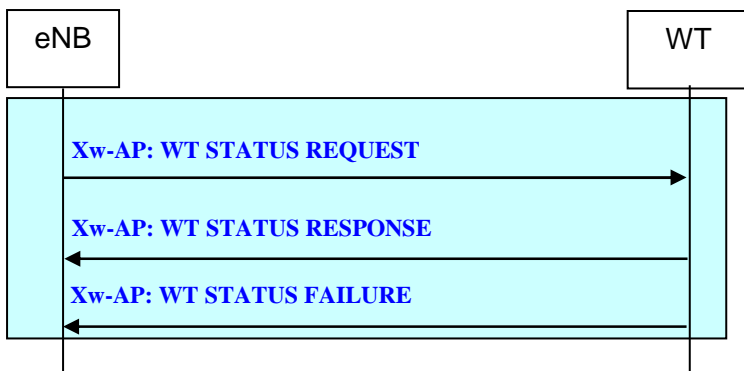 eNB
WT
Xw-AP: WT STATUS REQUEST
Xw-AP: WT STATUS RESPONSE
Xw-AP: WT STATUS FAILURE